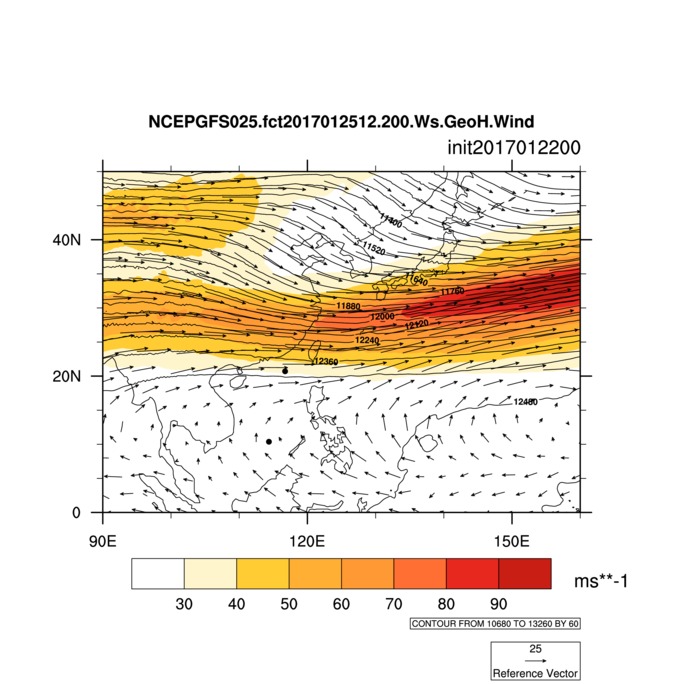 NCEPGFS025.fct2017012512.200.Ws.GeoH.Wind
init2017012200
11400
40N
11520
11640
11760
11880
12000
12120
12240
12360
20N
12480
0
90E 120E 150E
ms**-1
30 40 50 60 70 80 90
CONTOUR FROM 10680 TO 13260 BY 60
25
Reference Vector